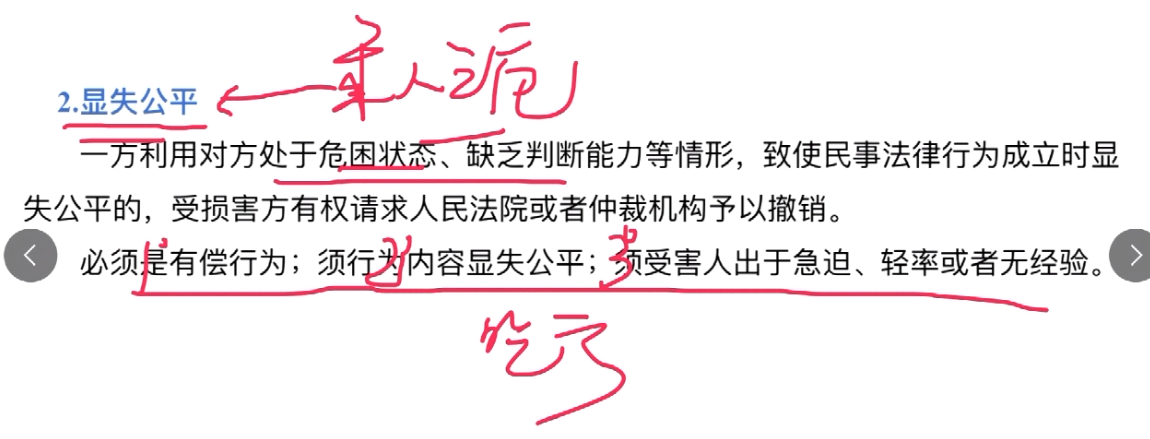 乘人之危
2.显失公平
一方利用对方处于危困状态、缺乏判断能力等情形，致使民事法律行为成立时显
失公平的，受损害方有权请求人民法院或者仲裁机构予以撤销。
1° 2° 3°
必须是有偿行为；须行为内容显失公平；须受害人出于急迫、轻率或者无经验。
吃亏